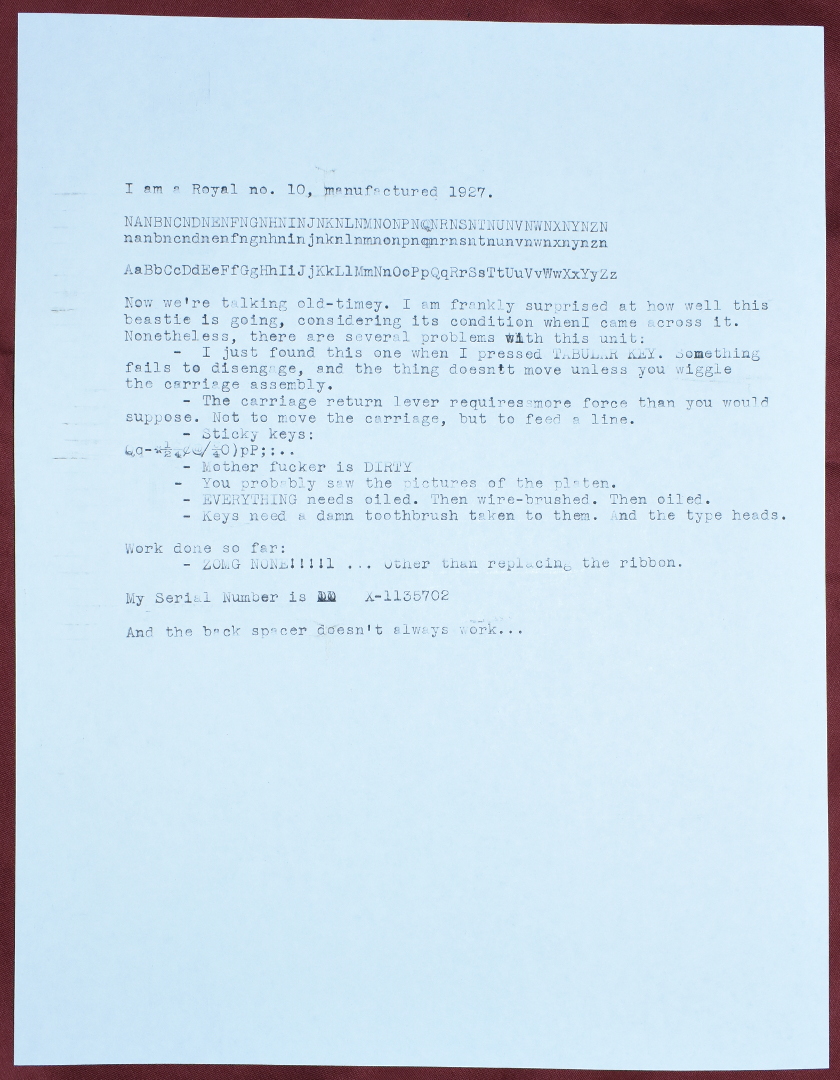 I am a Royal no. 10, manufactured 1927.
NANBNCNDNENFNGNHNINJNKNLNMNONPNQNRNSNTNUNVNWNXNYNZN
nanbncndnenfngnhninjnknlnmnonpnqnrnsntnunvnwnxnynzn
AaBbCcDdEeFfGgHhIiJjKkLlMmNnOoPpQqRrSsTtUuVvWwXxYyZz
Now we're talking old-timey. I am frankly surprised at how well this
beastie is going, considering its condition whenI came across it.
Nonetheless, there are several problems with this unit:
- I just found this one when I pressed TABULAR KEY. Something
fails to disengage, and the thing doesntt move unless you wiggle
the carriage assembly.
- The carriage return lever requiresamore force than you would
suppose. Not to move the carriage, but to feed a line.
- Sticky keys:
- Mother fucker is DIRTY
- You probably saw the pictures of the platen.
- EVERYTHING needs oiled. Then wire-brushed. Then oiled.
- Keys need a damn toothbrush taken to them. And the type heads.
Work done so far:
- ZOMG NONE!!!!l ... Other than replacing the ribbon.
My Serial Number is X-1135702
And the back spacer doesn't always work...